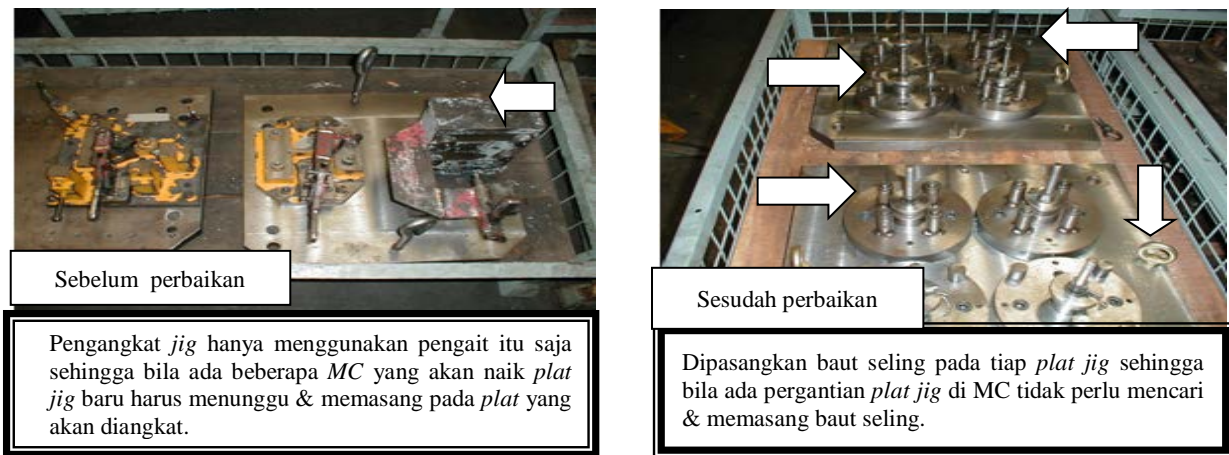 Sebelum perbaikan
Pengangkat jig hanya menggunakan pengait itu saja
sehingga bila ada beberapa MC yang akan naik plat
jig baru harus menunggu & memasang pada plat yang
akan diangkat.
Sesudah perbaikan
Dipasangkan baut seling pada tiap plat jig sehingga
bila ada pergantian plat jig di MC tidak perlu mencari
& memasang baut seling.